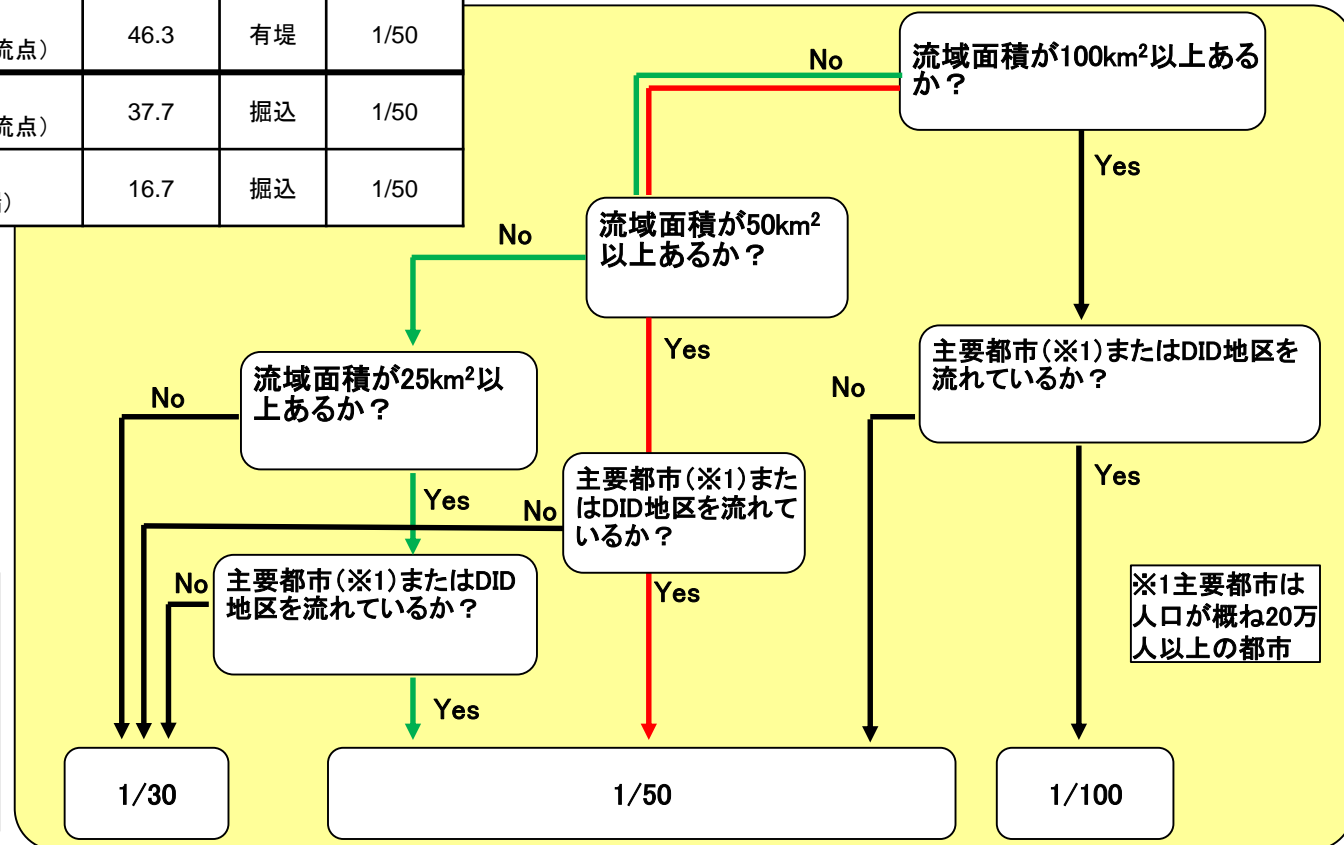 流点） 46.3 有堤 1/50
流点） 37.7 掘込 1/50
16.7 掘込 1/50
流域面積が100km²以上ある
か？
No
Yes
流域面積が50km²
以上あるか？
No
Yes
主要都市（※1）またはDID地区を
流れているか？
No
Yes
流域面積が25km²以
上あるか？
No
Yes
主要都市（※1）また
はDID地区を流れて
いるか？
No
Yes
主要都市（※1）またはDID
地区を流れているか？
No
Yes
※1主要都市は
人口が概ね20万
人以上の都市
1/30
1/50
1/100